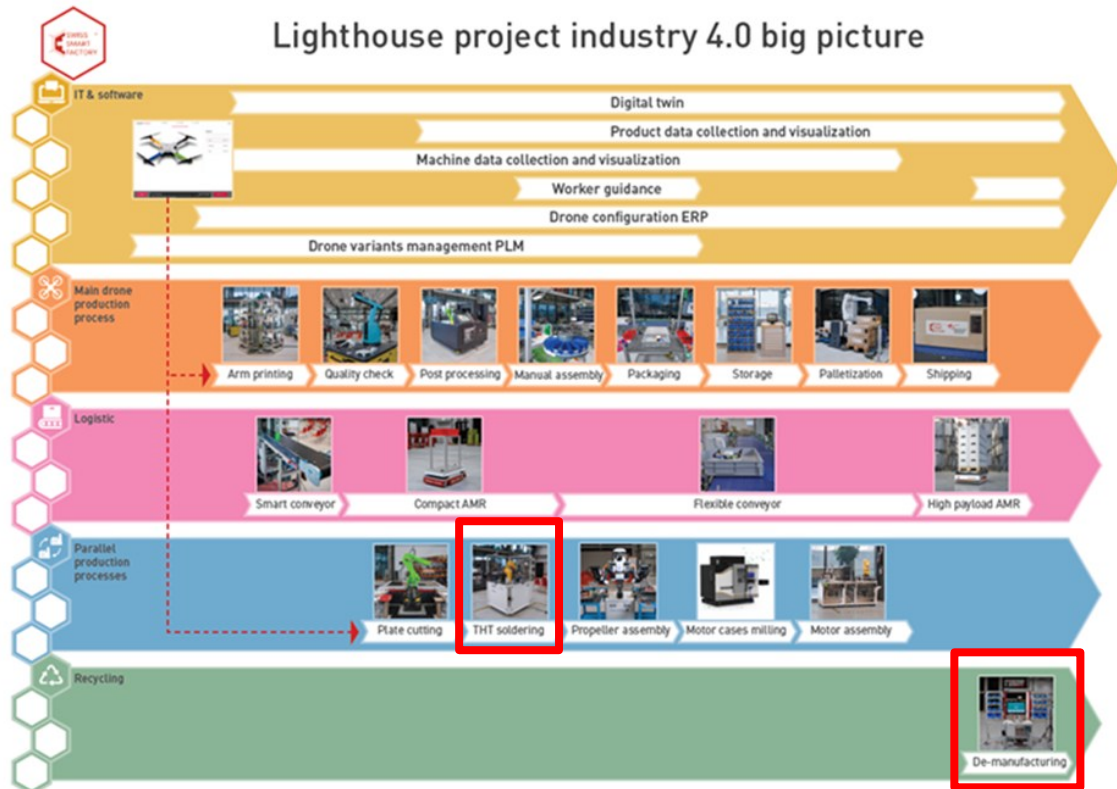 SWISS
SMART
FACTORY
Lighthouse project industry 4.0 big picture
IT & software
Digital twin
Product data collection and visualization
Machine data collection and visualization
Worker guidance
Drone configuration ERP
Drone variants management PLM
Main drone
production
process
Arm printing
Quality check
Post processing
Manual assembly
Packaging
Storage
Palletization
Shipping
Logistic
Smart conveyor
Compact AMR
Flexible conveyor
High payload AMR
Parallel
production
processes
Plate cutting
THT soldering
Propeller assembly
Motor cases milling
Motor assembly
Recycling
De-manufacturing